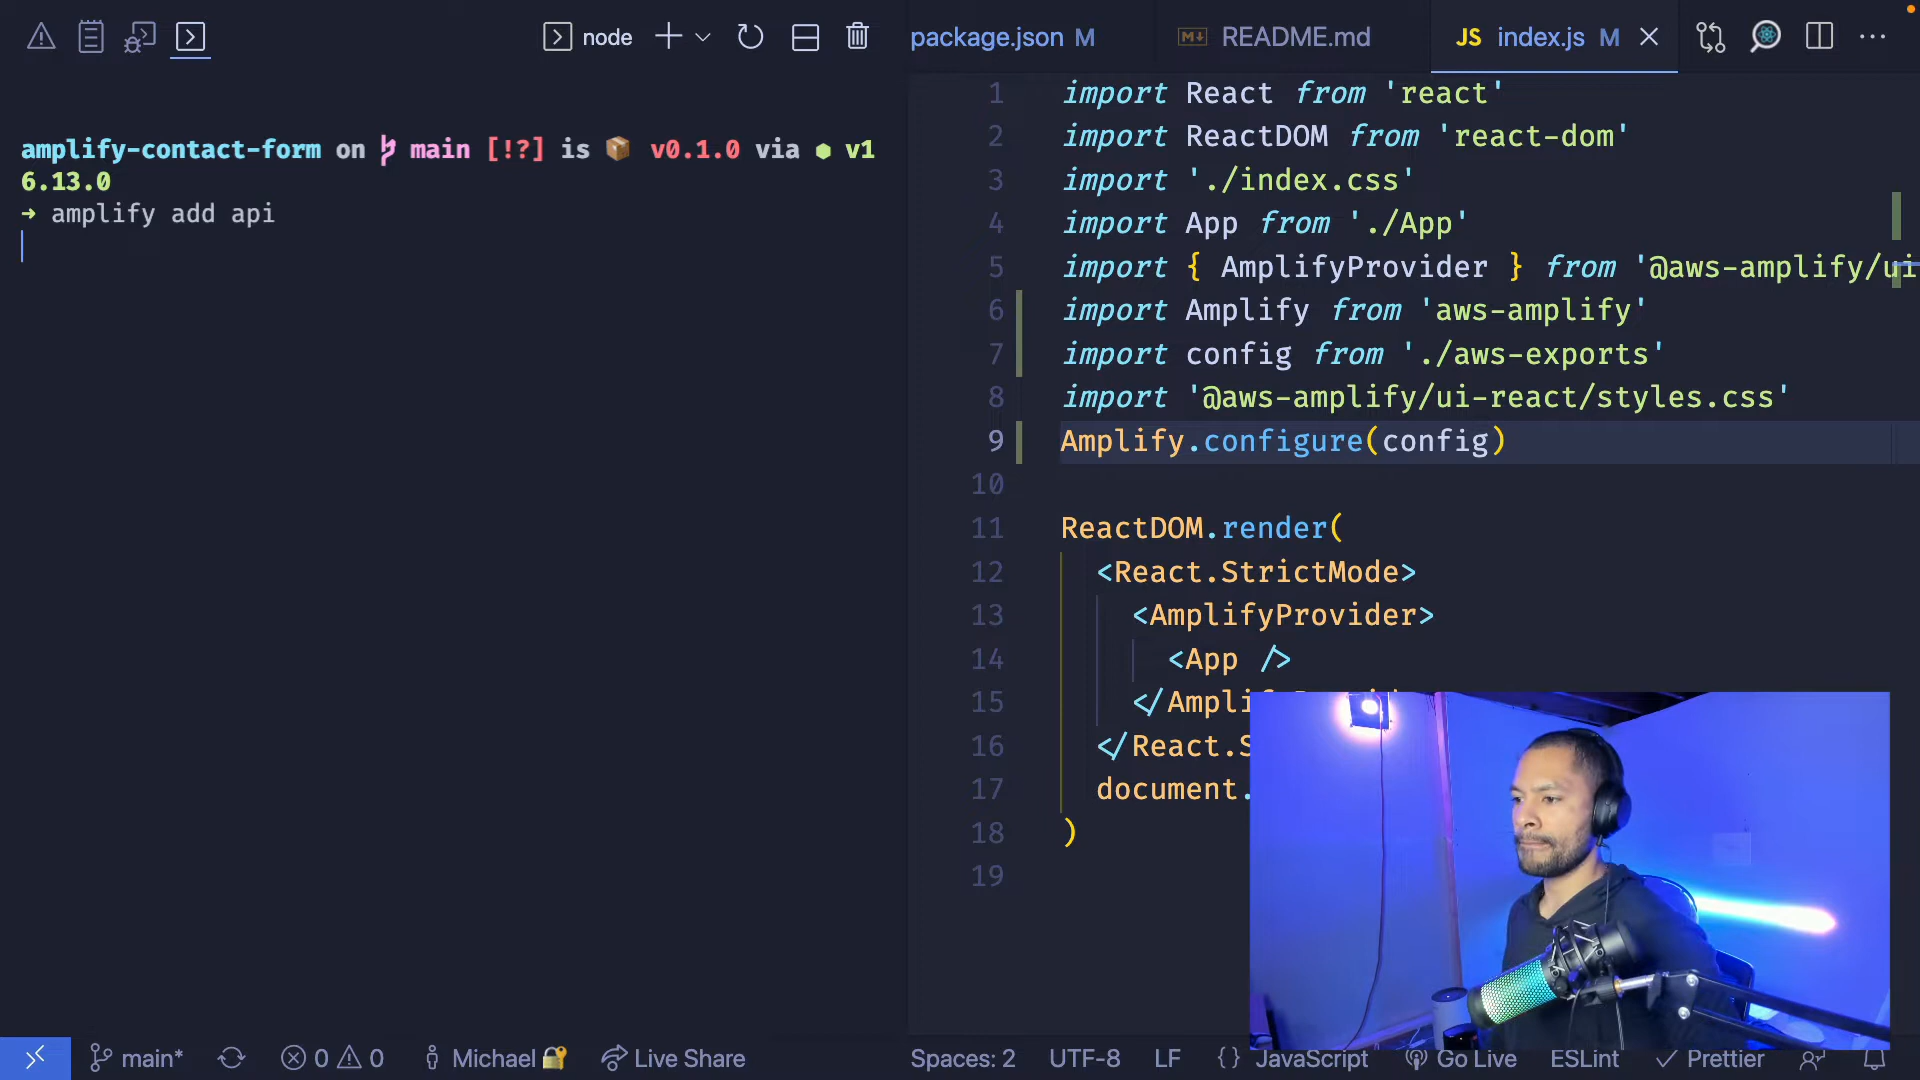 node
package.json M
README.md
JS index.js M
amplify-contact-form on main [!?] is 📦 v0.1.0 via ⬢ v1
6.13.0
➜ amplify add api
1 import React from 'react'
2 import ReactDOM from 'react-dom'
3 import './index.css'
4 import App from './App'
5 import { AmplifyProvider } from '@aws-amplify/ui
6 import Amplify from 'aws-amplify'
7 import config from './aws-exports'
8 import '@aws-amplify/ui-react/styles.css'
9 Amplify.configure(config)
10
11 ReactDOM.render(
12 <React.StrictMode>
13 <AmplifyProvider>
14 <App />
15 </Ampli
16 </React.S
17 document.
18 )
19
main* 0 0 Michael 🔐 Live Share
Spaces: 2 UTF-8 LF {} JavaScript Go Live ESLint ✓ Prettier